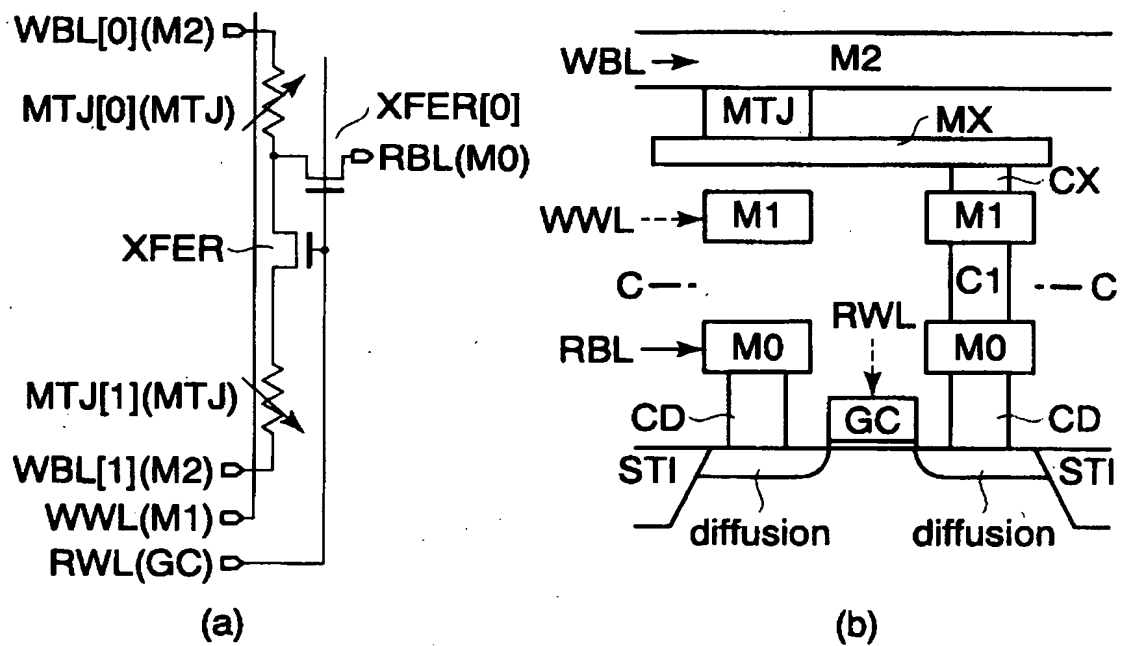 WBL[0](M2)
MTJ[0](MTJ)
XFER[0]
RBL(M0)
XFER
MTJ[1](MTJ)
WBL[1](M2)
WWL(M1)
RWL(GC)
(a)
WBL
M2
MTJ
MX
CX
WWL
M1
M1
C
C1
C
RWL
RBL
M0
M0
CD
GC
CD
STI
STI
diffusion
diffusion
(b)